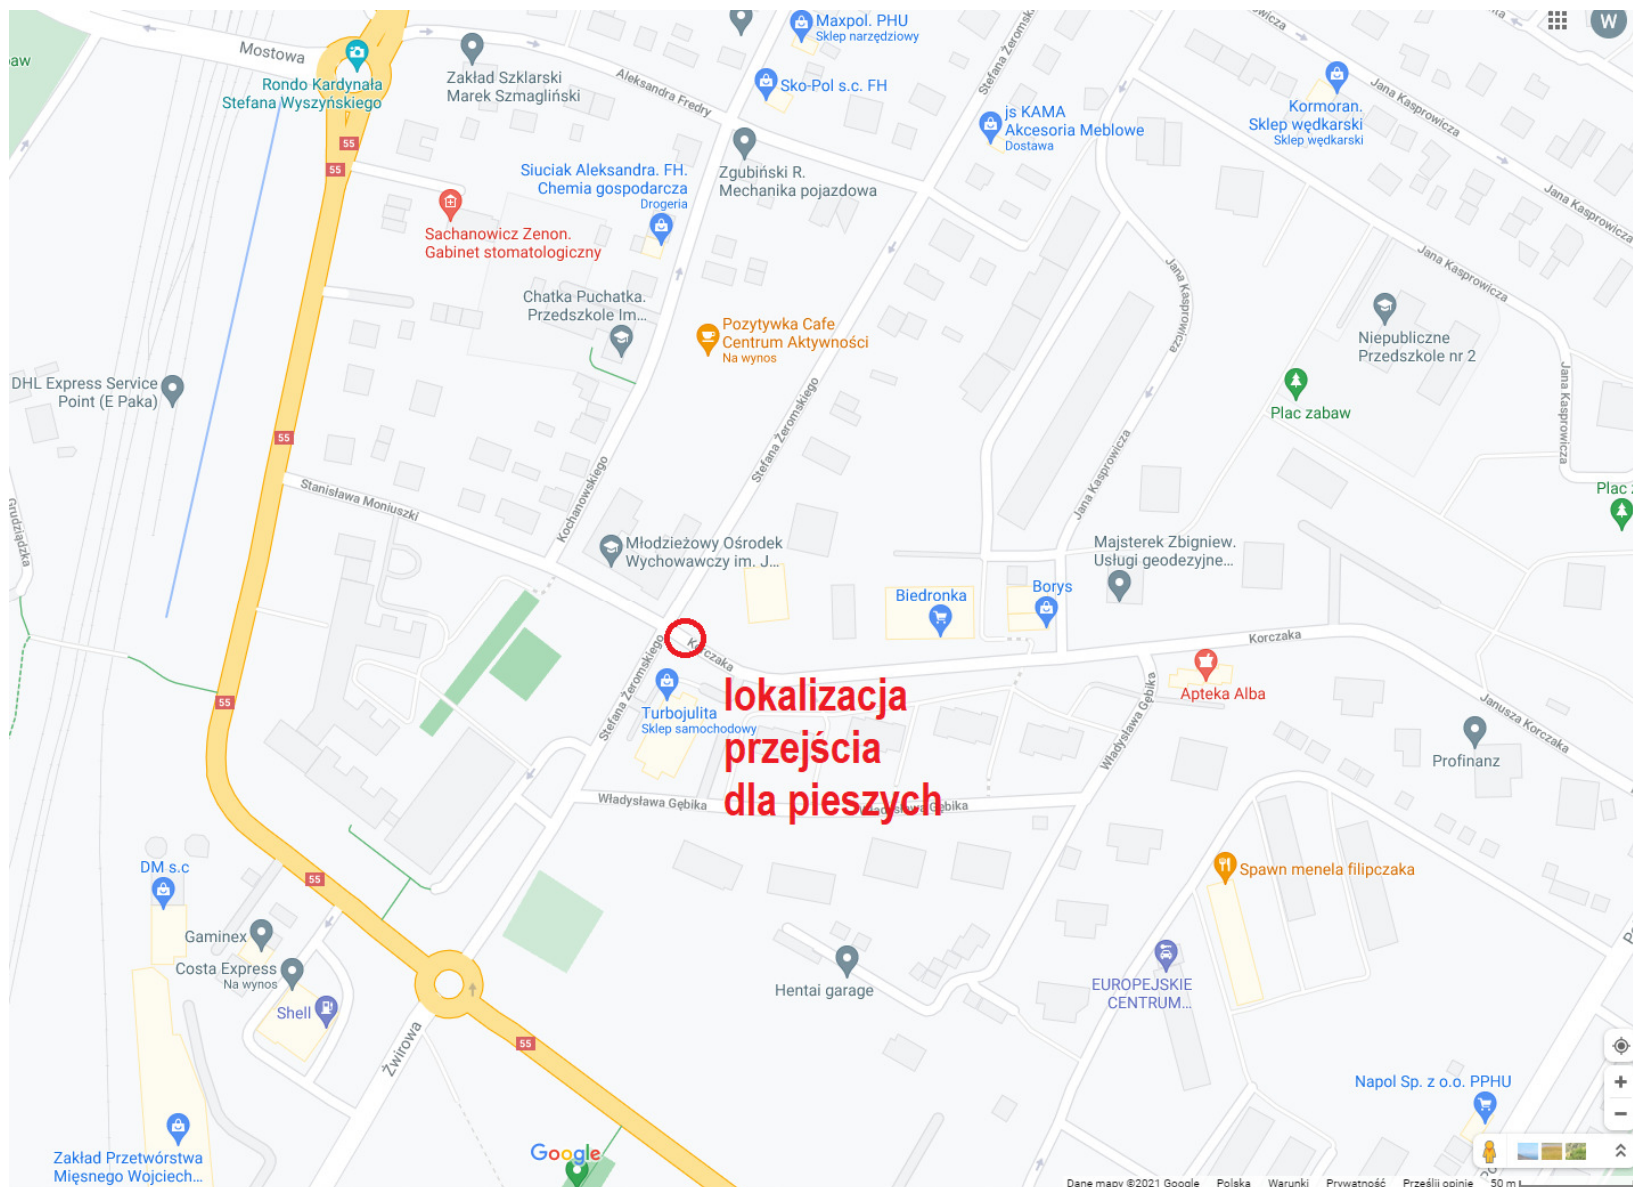 Maxpol. PHU
Sklep narzędziowy
W
Mostowa
Rondo Kardynała
Stefana Wyszyńskiego
Zakład Szklarski
Marek Szmagliński
Aleksandra Fredry
Sko-Pol s.c. FH
js KAMA
Akcesoria Meblowe
Dostawa
Kormoran.
Sklep wędkarski
Sklep wędkarski
Jana Kasprowicza
Jana Kasprowicza
Jana Kasprowicza
Jana Kasprowicza
Jana Kasprowicza
Jana Kasprowicza
Jana Kasprowicza
55
55
Siuciak Aleksandra. FH.
Chemia gospodarcza
Drogeria
Zgubiński R.
Mechanika pojazdowa
Sachanowicz Zenon.
Gabinet stomatologiczny
Chatka Puchatka.
Przedszkole Im...
Pozytywka Cafe
Centrum Aktywności
Na wynos
Niepubliczne
Przedszkole nr 2
Plac zabaw
DHL Express Service
Point (E Paka)
55
Stefana Żeromskiego
Stanisława Moniuszki
Kochanowskiego
Grudziądzka
Młodzieżowy Ośrodek
Wychowawczy im. J...
Majsterek Zbigniew.
Usługi geodezyjne...
Biedronka
Borys
Korczaka
Korczaka
Stefana Żeromskiego
Apteka Alba
Władysława Gębika
Janusza Korczaka
Profinanz
55
Turbojulita
Sklep samochodowy
lokalizacja
przejścia
dla pieszych
Władysława Gębika
Władysława Gębika
DM s.c
55
Spawn menela filipczaka
Gaminex
Costa Express
Na wynos
Shell
Hentai garage
EUROPEJSKIE
CENTRUM...
Żwirowa
55
Napol Sp. z o.o. PPHU
Zakład Przetwórstwa
Mięsnego Wojciech...
Google
Dane mapy ©2021 Google Polska Warunki Prywatność Prześlij opinię 50 m